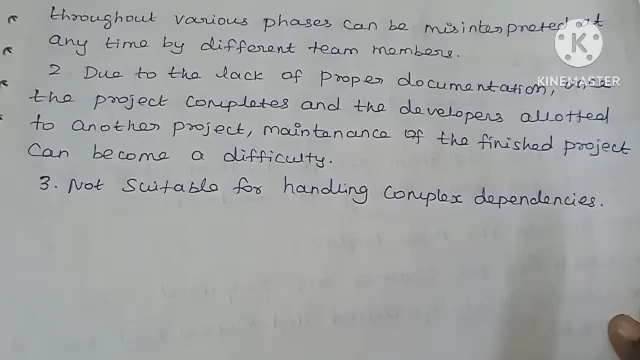 throughout various phases can be misinterpreted at
any time by different team members.
2. Due to the lack of proper documentation, once
the project completes and the developers allotted
to another project, maintenance of the finished project
can become a difficulty.
3. Not suitable for handling complex dependencies.
KINEMASTER